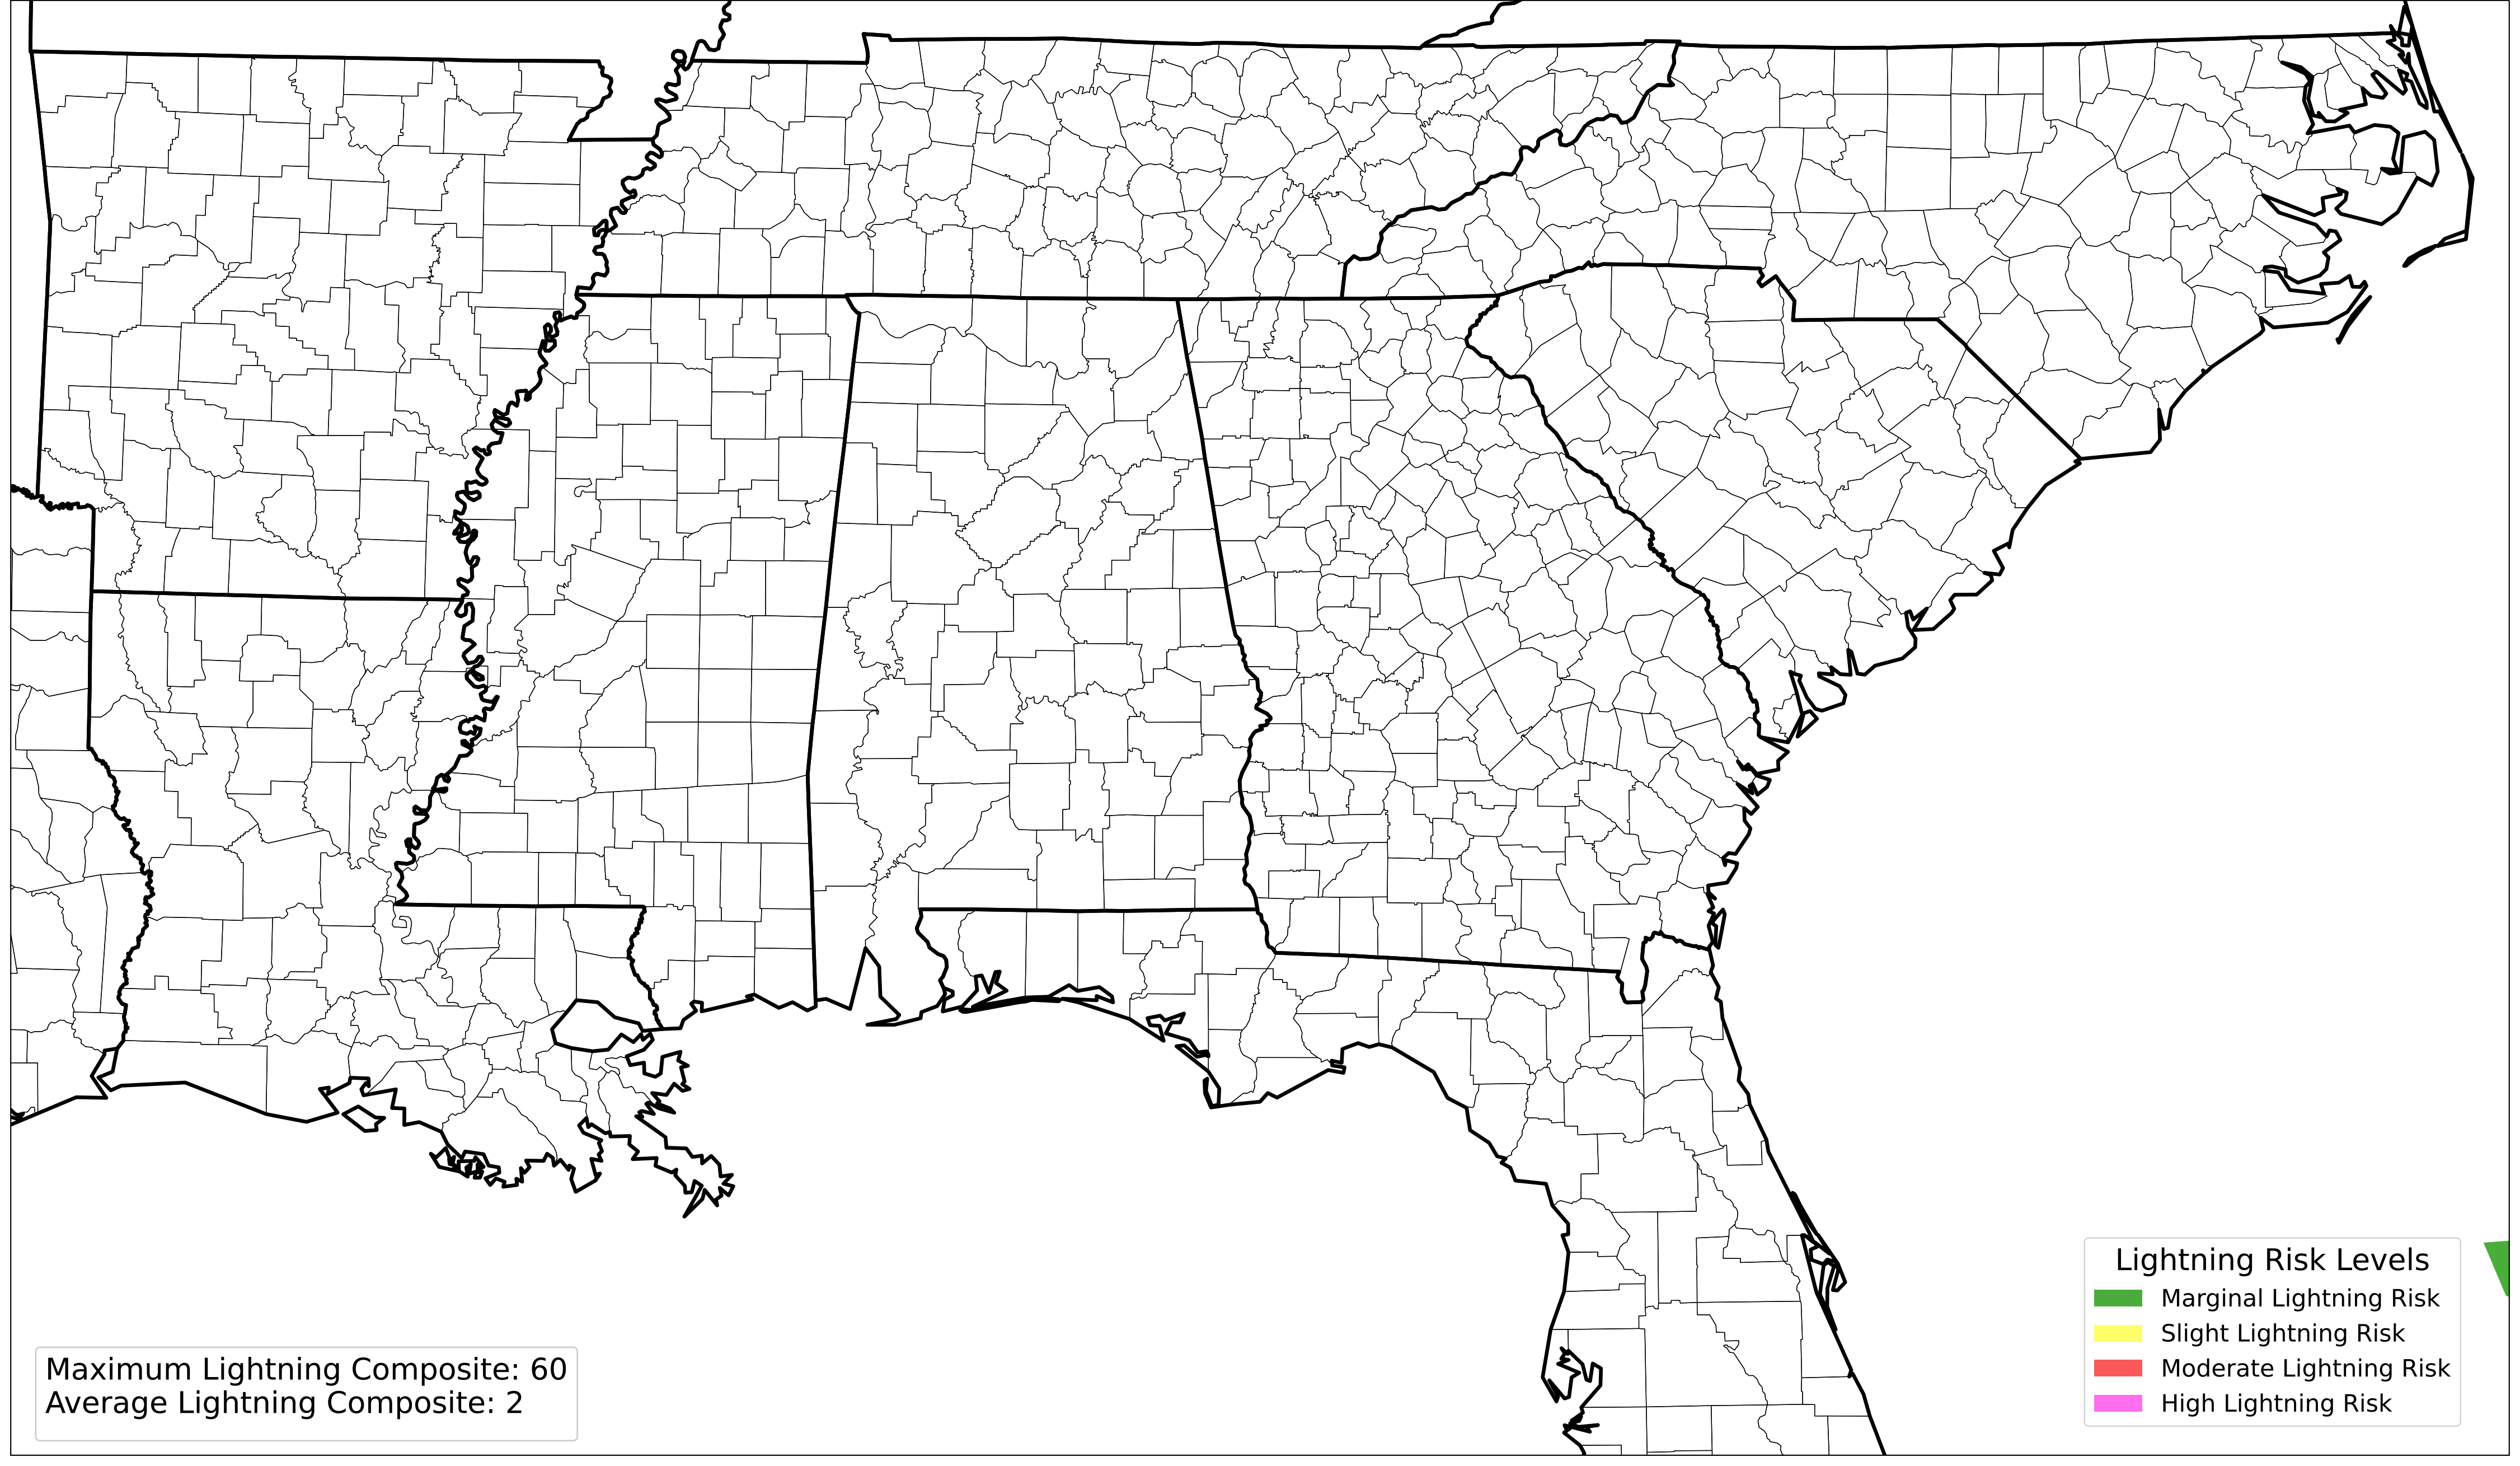 Maximum Lightning Composite: 60
Average Lightning Composite: 2
Lightning Risk Levels
Marginal Lightning Risk
Slight Lightning Risk
Moderate Lightning Risk
High Lightning Risk